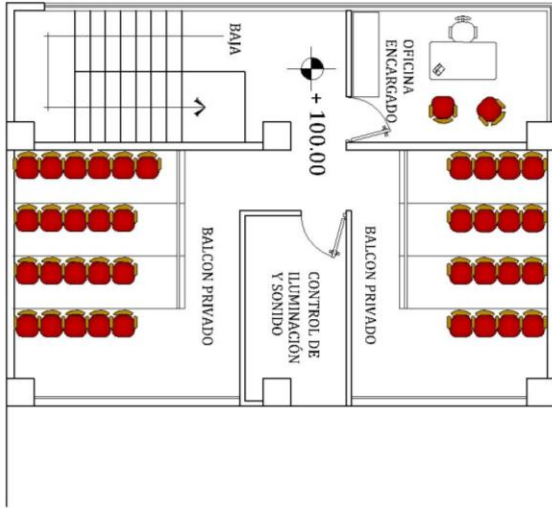 BAJA
+ 100.00
OFICINA
ENCARGADO
BALCON PRIVADO
CONTROL DE
ILUMINACIÓN
Y SONIDO
BALCON PRIVADO